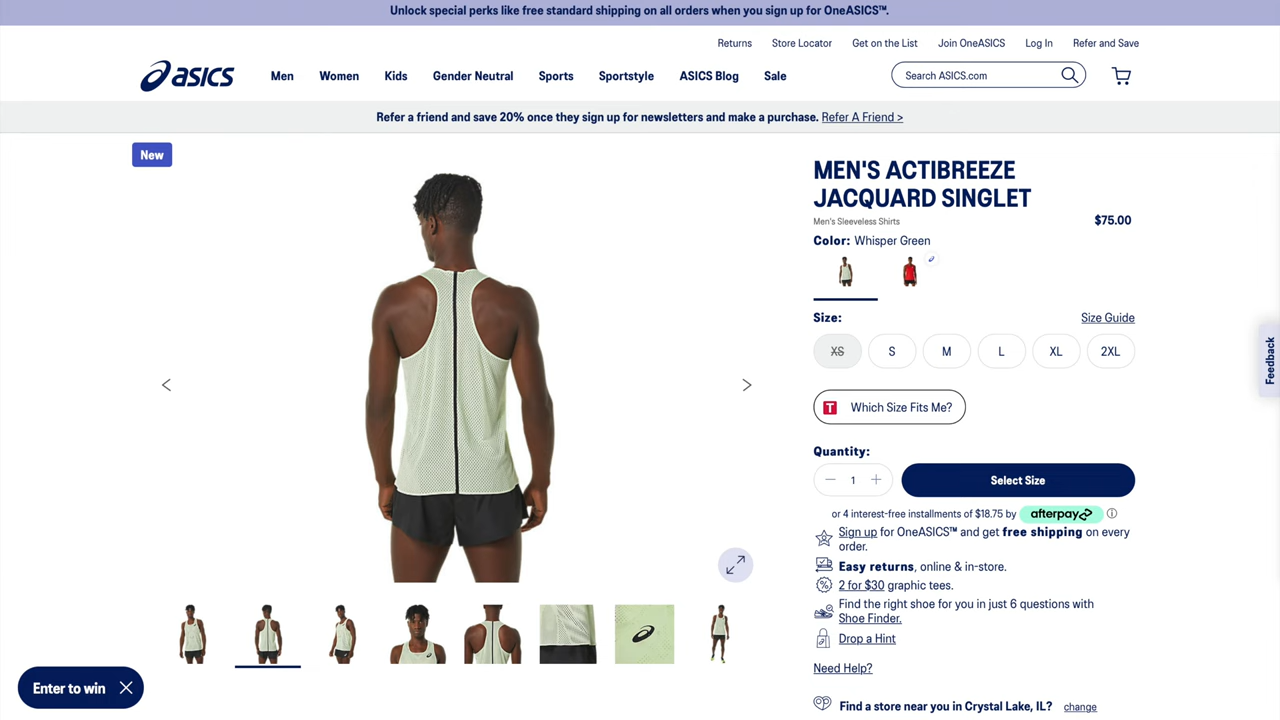 Unlock special perks like free standard shipping on all orders when you sign up for OneASICS™.
Returns Store Locator Get on the List Join OneASICS Log In Refer and Save
asics Men Women Kids Gender Neutral Sports Sportstyle ASICS Blog Sale Search ASICS.com
Refer a friend and save 20% once they sign up for newsletters and make a purchase. Refer A Friend >
New
MEN'S ACTIBREEZE
JACQUARD SINGLET
Men's Sleeveless Shirts
$75.00
Color: Whisper Green
Size: Size Guide
XS S M L XL 2XL
Feedback
T Which Size Fits Me?
Quantity:
1 Select Size
or 4 interest-free installments of $18.75 by afterpay
Sign up for OneASICS™ and get free shipping on every
order.
Easy returns, online & in-store.
2 for $30 graphic tees.
Find the right shoe for you in just 6 questions with
Shoe Finder.
Drop a Hint
Need Help?
Enter to win
Find a store near you in Crystal Lake, IL? change